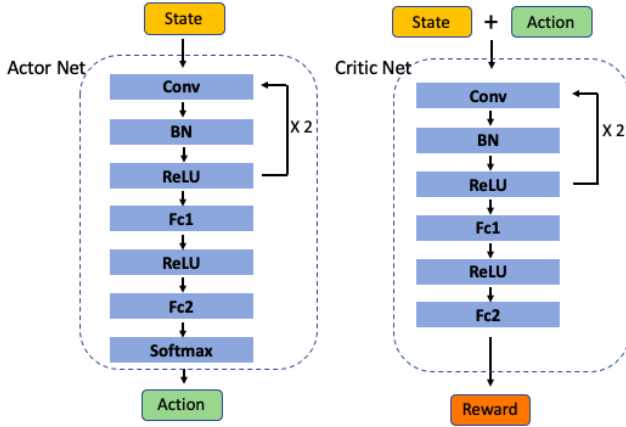 State
Actor Net
Conv
BN
X 2
ReLU
Fc1
ReLU
Fc2
Softmax
Action
State + Action
Critic Net
Conv
BN
X 2
ReLU
Fc1
ReLU
Fc2
Reward